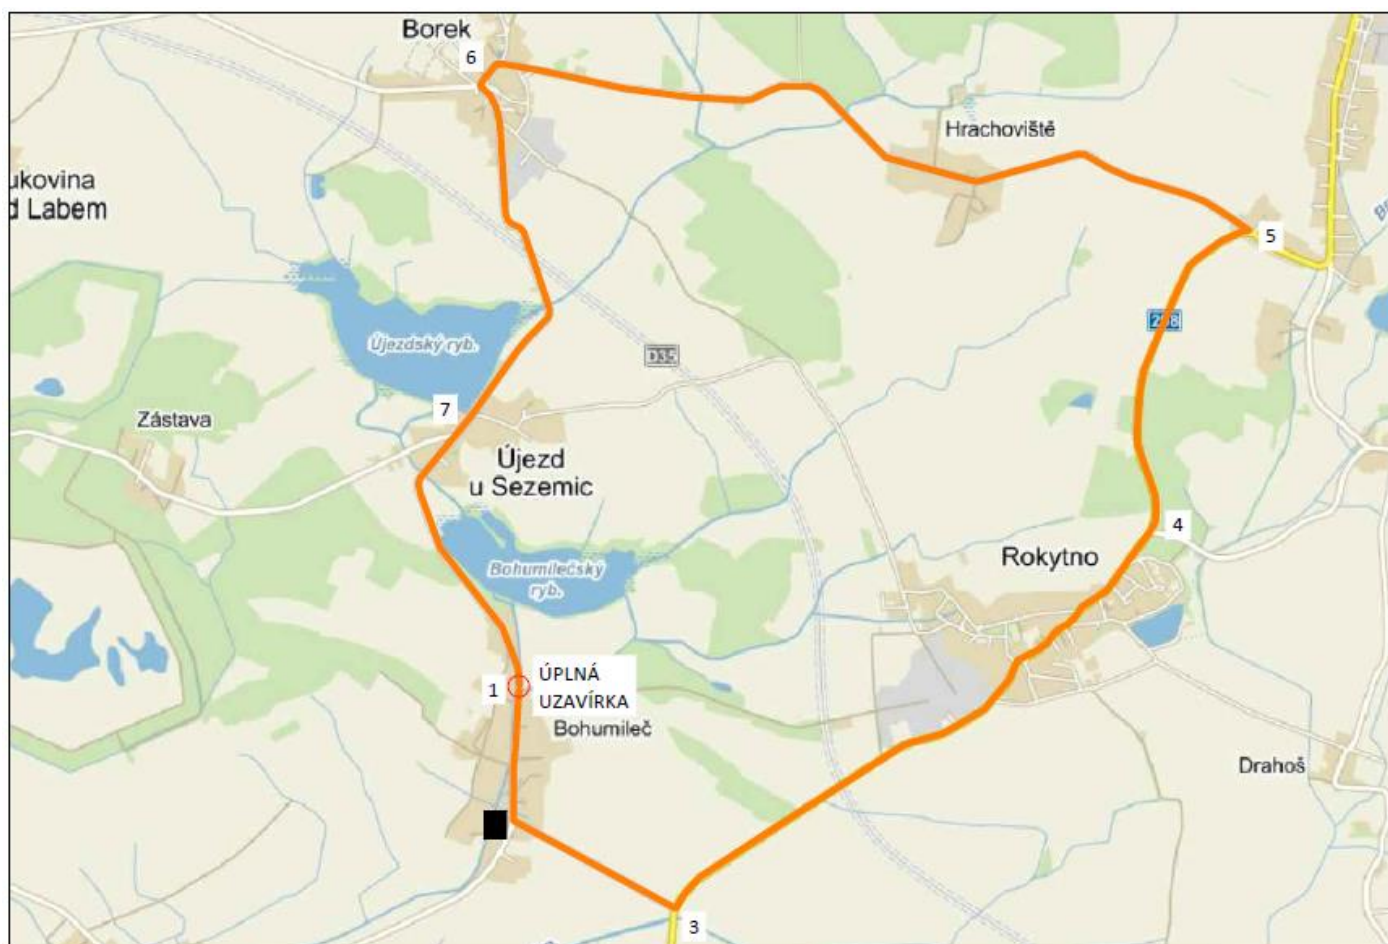 Borek
6
Hrachoviště
ukovina
d Labem
5
Újezdský ryb.
D35
7
Zástava
Újezd
u Sezemic
4
Rokytno
Bohumilečský
ryb.
1
ÚPLNÁ
UZAVÍRKA
Bohumileč
Drahoš
3